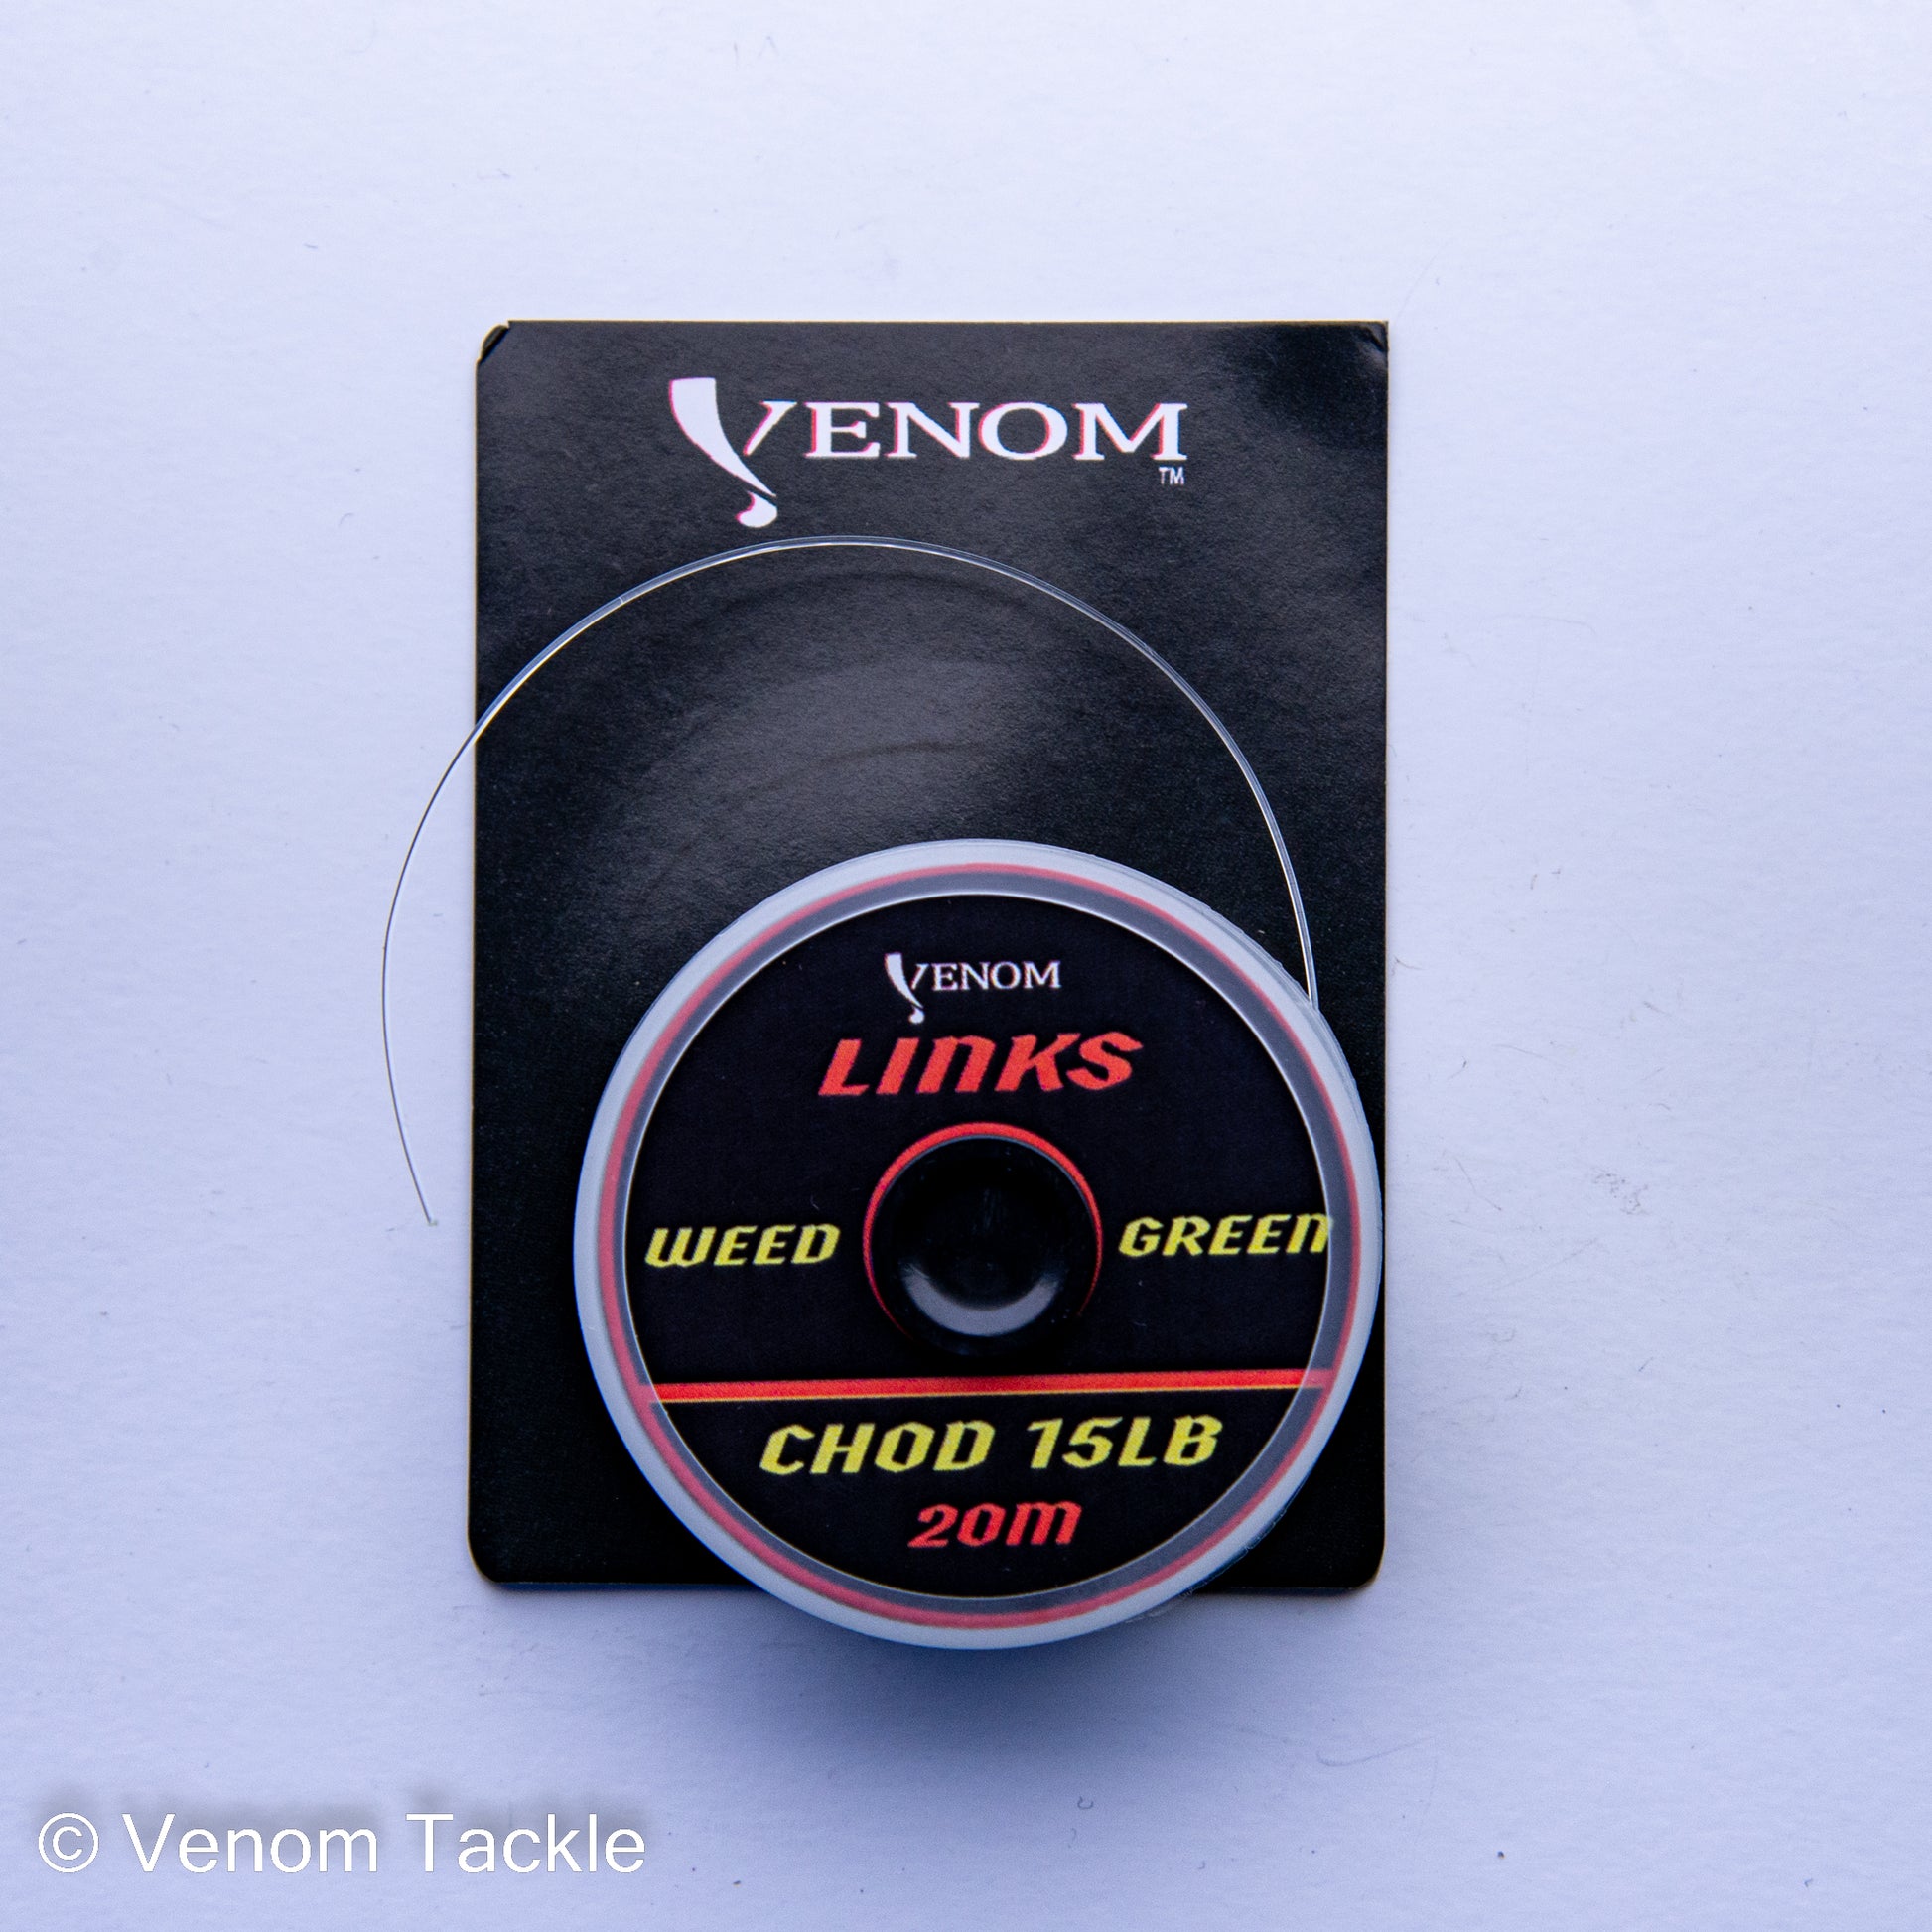 VENOM
TM
VENOM
LINKS
WEED GREEN
CHOD 15LB
20M
© Venom Tackle